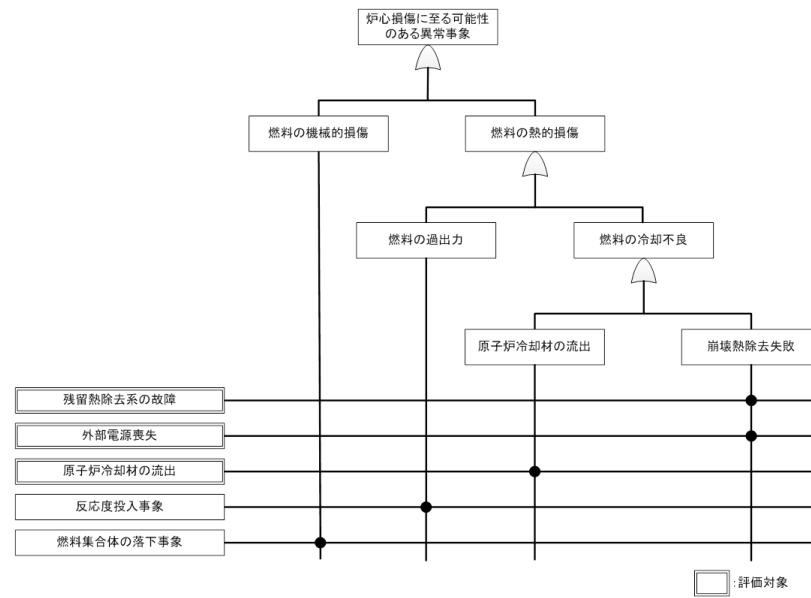 炉心損傷に至る可能性
のある異常事象
燃料の機械的損傷
燃料の熱的損傷
燃料の過出力
燃料の冷却不良
原子炉冷却材の流出
崩壊熱除去失敗
残留熱除去系の故障
外部電源喪失
原子炉冷却材の流出
反応度投入事象
燃料集合体の落下事象
:評価対象